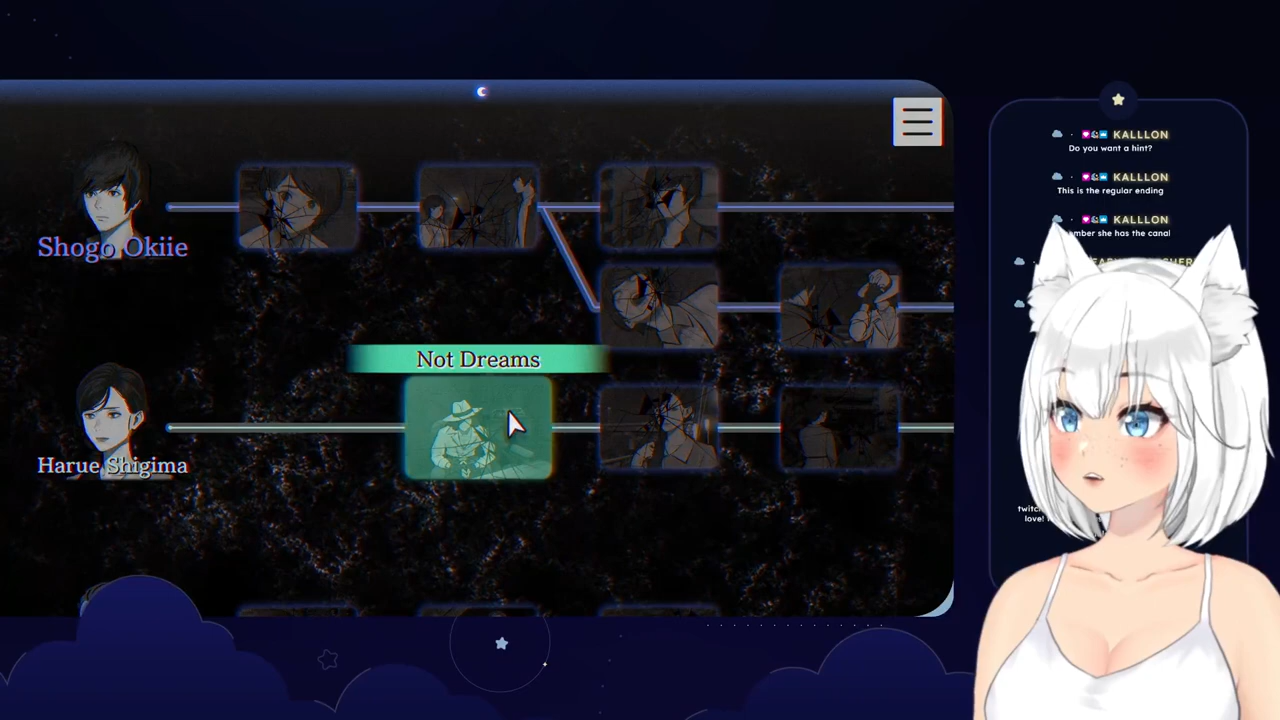 Shogo Okiie
Not Dreams
Harue Shigima
KALLLON
Do you want a hint?
KALLLON
This is the regular ending
KALLLON
she has the canal